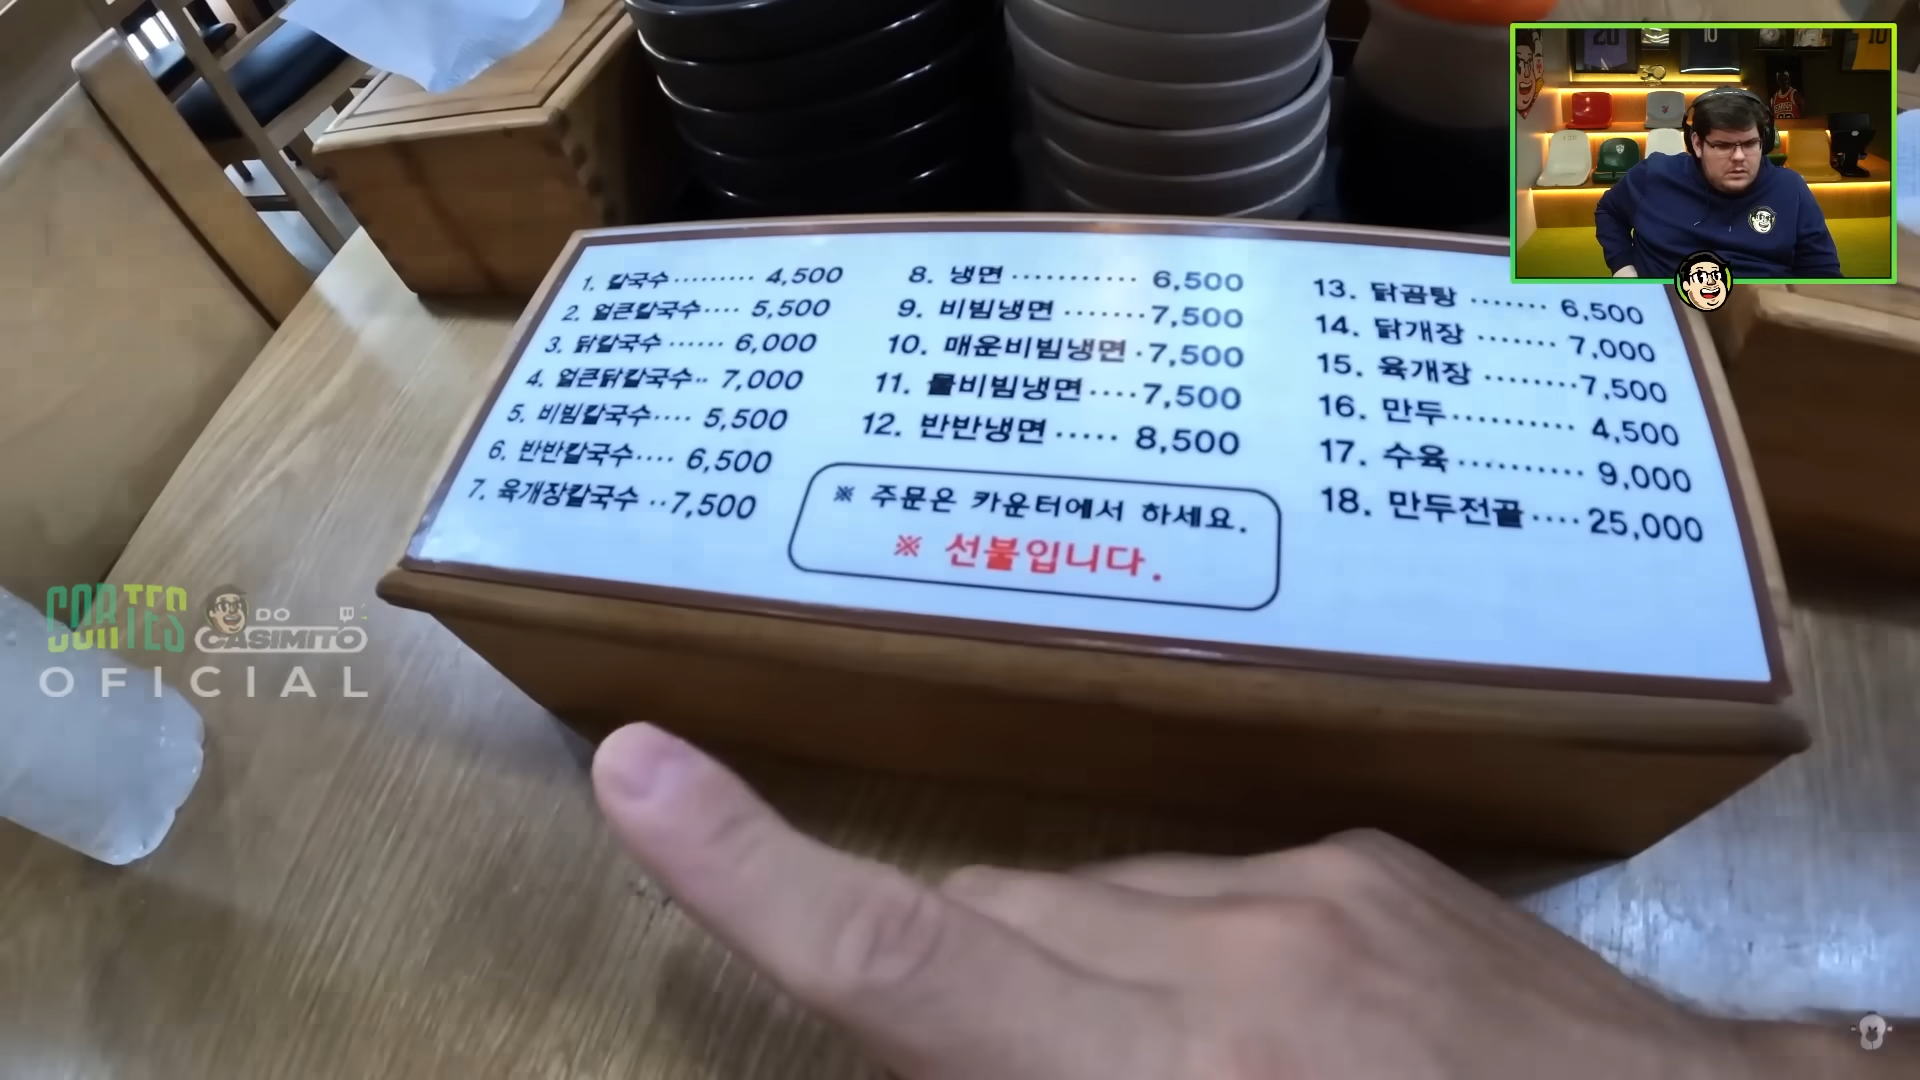 1. 칼국수 ········· 4,500
2. 얼큰칼국수 ···· 5,500
3. 닭칼국수 ······ 6,000
4. 얼큰닭칼국수 ·· 7,000
5. 비빔칼국수 ···· 5,500
6. 반반칼국수 ···· 6,500
7. 육개장칼국수 ·· 7,500
8. 냉면 ··········· 6,500
9. 비빔냉면 ······· 7,500
10. 매운비빔냉면 · 7,500
11. 물비빔냉면 ···· 7,500
12. 반반냉면 ····· 8,500
※ 주문은 카운터에서 하세요.
※ 선불입니다.
13. 닭곰탕 ······· 6,500
14. 닭개장 ······· 7,000
15. 육개장 ········ 7,500
16. 만두 ·········· 4,500
17. 수육 ·········· 9,000
18. 만두전골 ···· 25,000
CORTES DO CASIMITO
OFICIAL
20
10
10